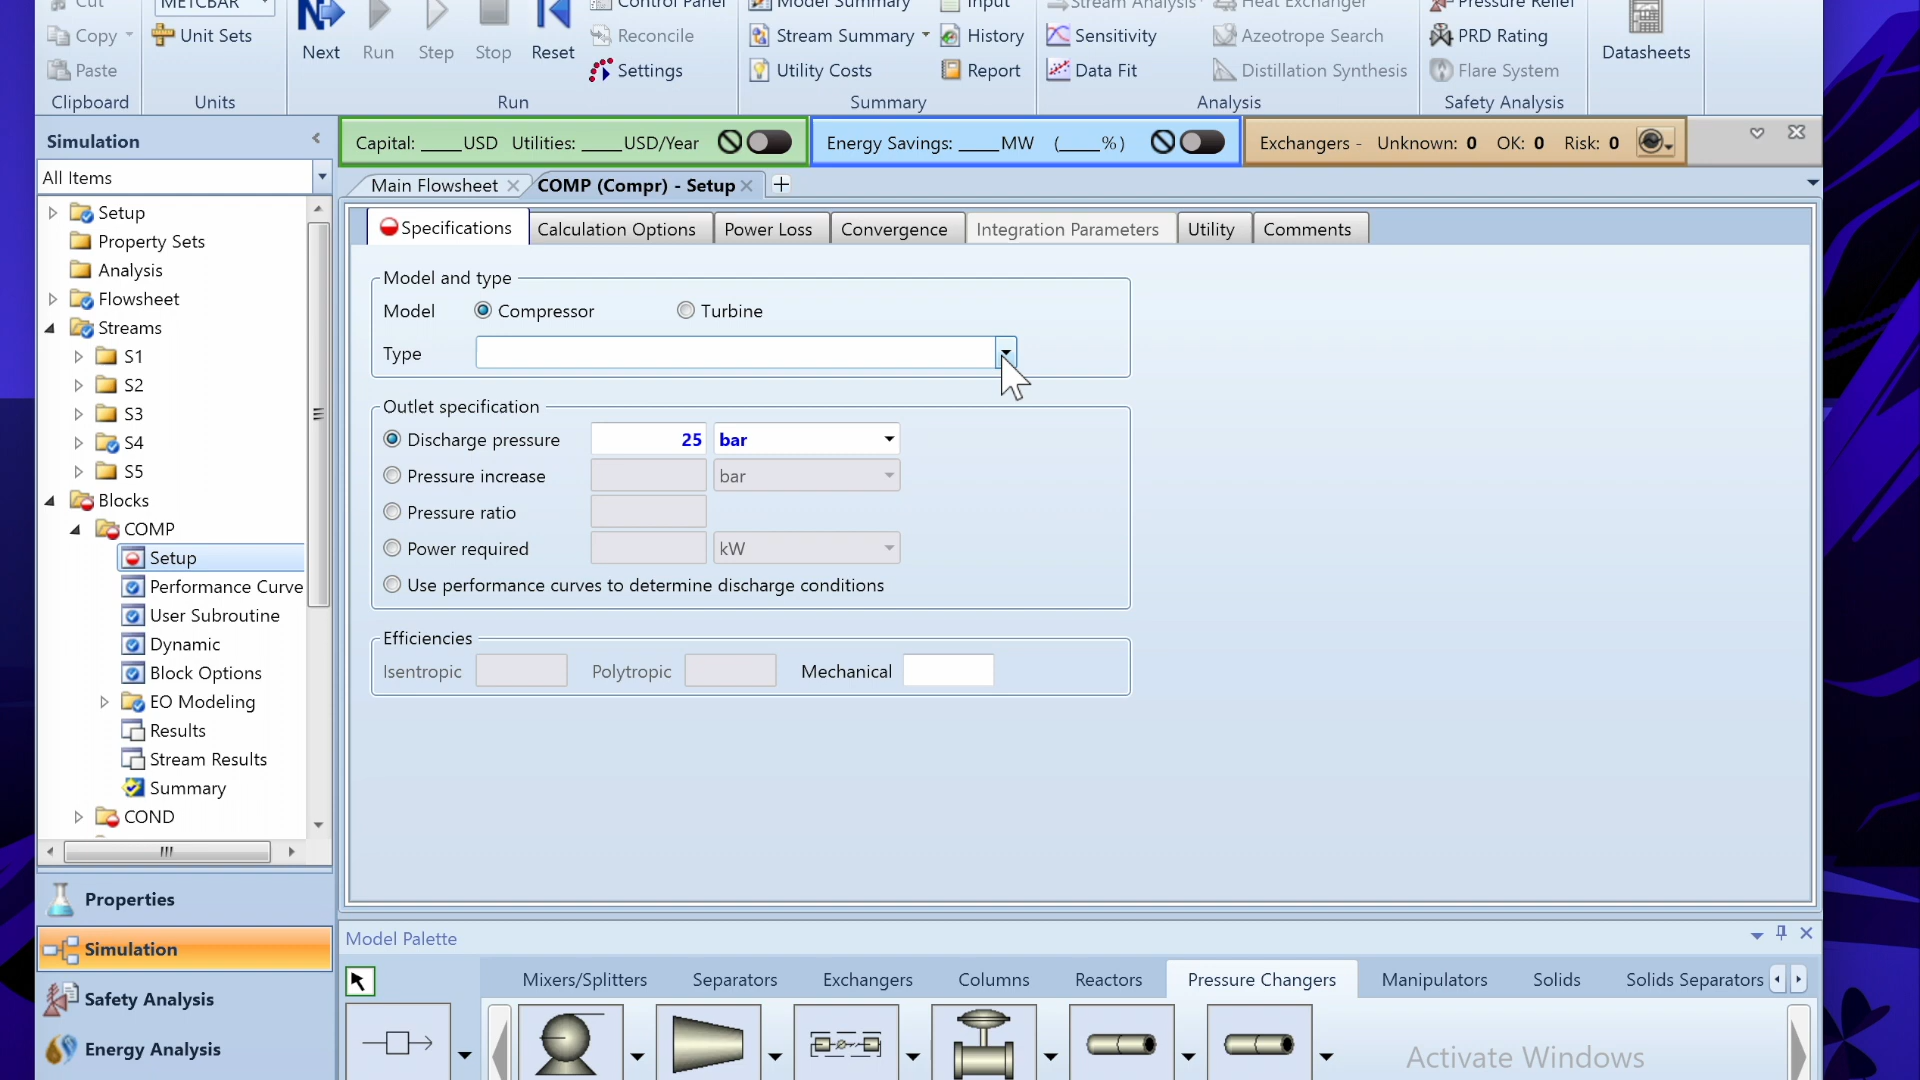 Cut
METCBAR
Control Panel
Model Summary
Input
Stream Analysis
Heat Exchanger
Pressure Relief
Copy
Unit Sets
Next
Run
Step
Stop
Reset
Reconcile
Stream Summary
History
Sensitivity
Azeotrope Search
PRD Rating
Datasheets
Paste
Settings
Utility Costs
Report
Data Fit
Distillation Synthesis
Flare System
Clipboard
Units
Run
Summary
Analysis
Safety Analysis
Simulation
Capital: ____USD Utilities: ____USD/Year
Energy Savings: ____MW (____%)
Exchangers - Unknown: 0 OK: 0 Risk: 0
All Items
Main Flowsheet
COMP (Compr) - Setup
Setup
Property Sets
Analysis
Flowsheet
Streams
S1
S2
S3
S4
S5
Blocks
COMP
Setup
Performance Curve
User Subroutine
Dynamic
Block Options
EO Modeling
Results
Stream Results
Summary
COND
Properties
Simulation
Safety Analysis
Energy Analysis
Specifications
Calculation Options
Power Loss
Convergence
Integration Parameters
Utility
Comments
Model and type
Model Compressor Turbine
Type
Outlet specification
Discharge pressure 25 bar
Pressure increase bar
Pressure ratio
Power required kW
Use performance curves to determine discharge conditions
Efficiencies
Isentropic Polytropic Mechanical
Model Palette
Mixers/Splitters
Separators
Exchangers
Columns
Reactors
Pressure Changers
Manipulators
Solids
Solids Separators
Activate Windows